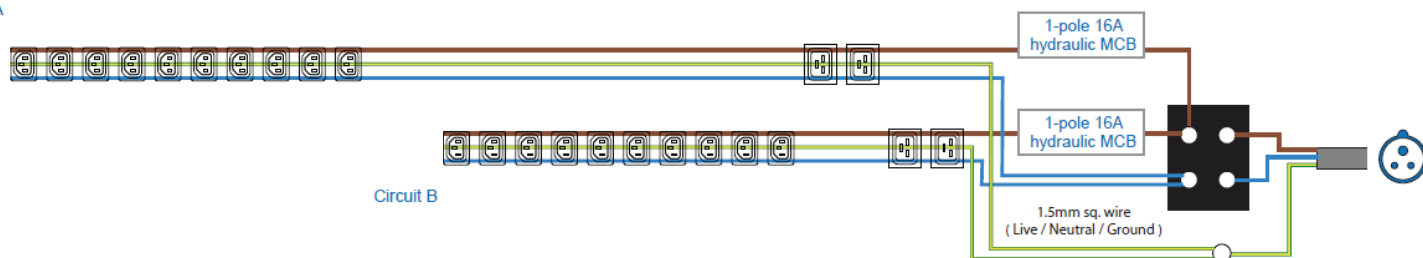 A
1-pole 16A
hydraulic MCB
1-pole 16A
hydraulic MCB
Circuit B
1.5mm sq. wire
( Live / Neutral / Ground )